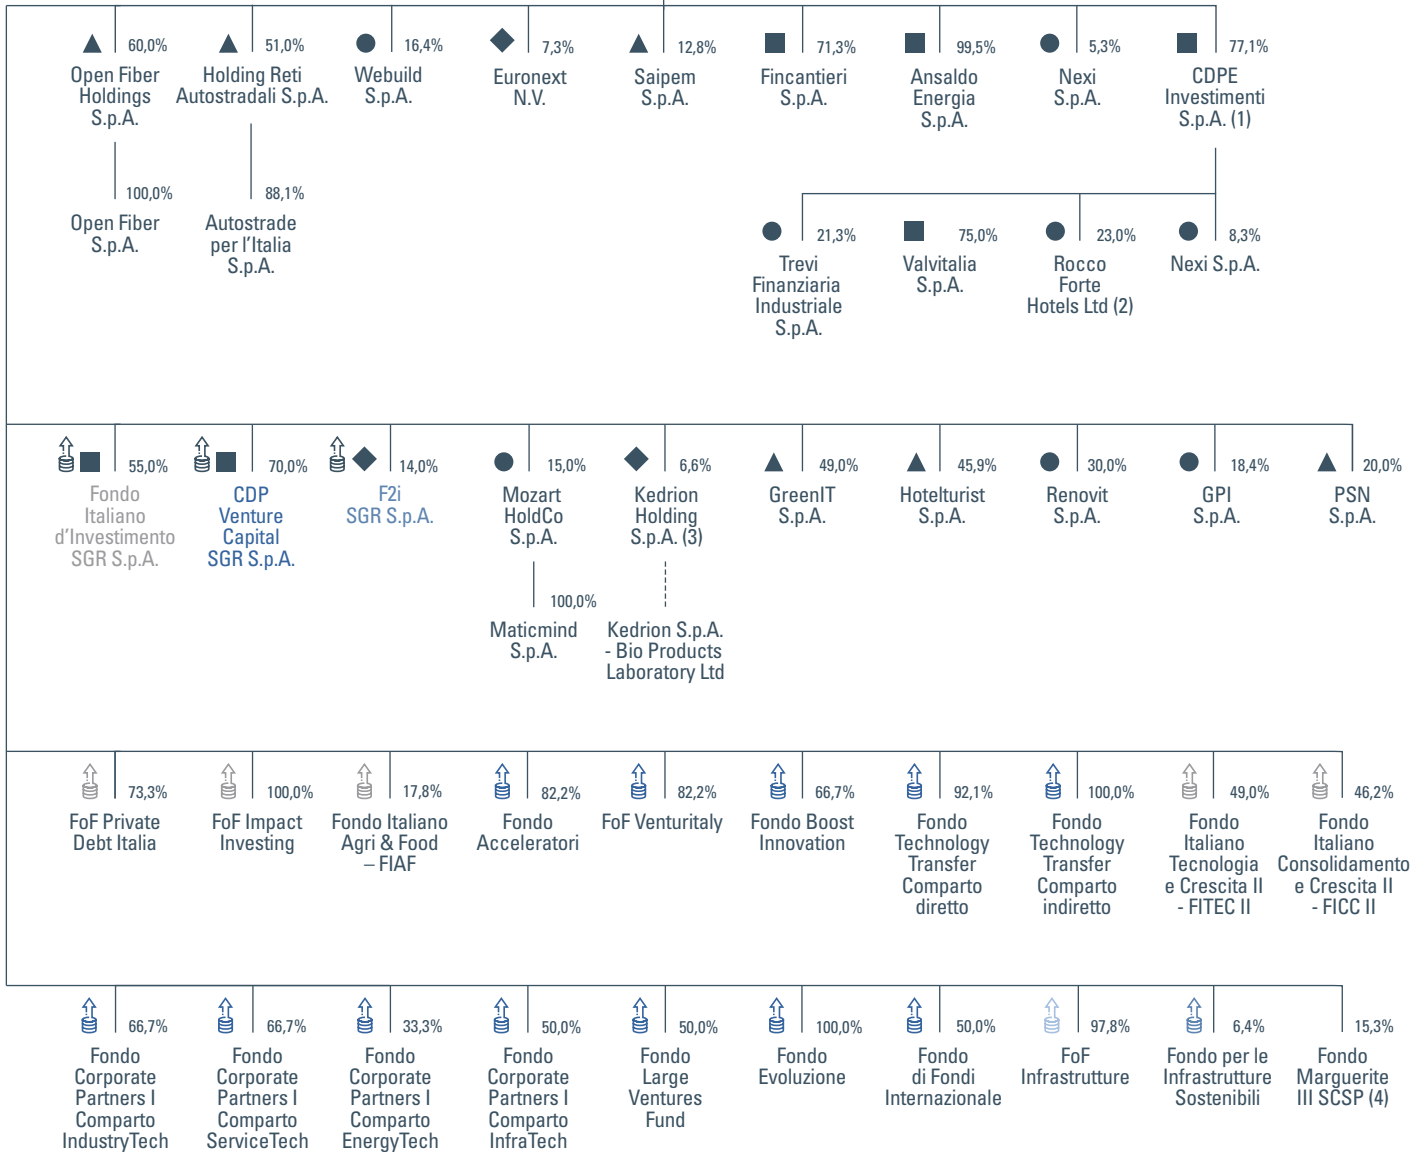 60,0%
Open Fiber
Holdings
S.p.A.
51,0%
Holding Reti
Autostradali S.p.A.
16,4%
Webuild
S.p.A.
7,3%
Euronext
N.V.
12,8%
Saipem
S.p.A.
71,3%
Fincantieri
S.p.A.
99,5%
Ansaldo
Energia
S.p.A.
5,3%
Nexi
S.p.A.
77,1%
CDPE
Investimenti
S.p.A. (1)
100,0%
Open Fiber
S.p.A.
88,1%
Autostrade
per l'Italia
S.p.A.
21,3%
Trevi
Finanziaria
Industriale
S.p.A.
75,0%
Valvitalia
S.p.A.
23,0%
Rocco
Forte
Hotels Ltd (2)
8,3%
Nexi S.p.A.
55,0%
Fondo
Italiano
d'Investimento
SGR S.p.A.
70,0%
CDP
Venture
Capital
SGR S.p.A.
14,0%
F2i
SGR S.p.A.
15,0%
Mozart
HoldCo
S.p.A.
6,6%
Kedrion
Holding
S.p.A. (3)
49,0%
GreenIT
S.p.A.
45,9%
Hotelturist
S.p.A.
30,0%
Renovit
S.p.A.
18,4%
GPI
S.p.A.
20,0%
PSN
S.p.A.
100,0%
Maticmind
S.p.A.
Kedrion S.p.A.
- Bio Products
Laboratory Ltd
73,3%
FoF Private
Debt Italia
100,0%
FoF Impact
Investing
17,8%
Fondo Italiano
Agri & Food
– FIAF
82,2%
Fondo
Acceleratori
82,2%
FoF Venturitaly
66,7%
Fondo Boost
Innovation
92,1%
Fondo
Technology
Transfer
Comparto
diretto
100,0%
Fondo
Technology
Transfer
Comparto
indiretto
49,0%
Fondo
Italiano
Tecnologia
e Crescita II
- FITEC II
46,2%
Fondo
Italiano
Consolidamento
e Crescita II
- FICC II
66,7%
Fondo
Corporate
Partners I
Comparto
IndustryTech
66,7%
Fondo
Corporate
Partners I
Comparto
ServiceTech
33,3%
Fondo
Corporate
Partners I
Comparto
EnergyTech
50,0%
Fondo
Corporate
Partners I
Comparto
InfraTech
50,0%
Fondo
Large
Ventures
Fund
100,0%
Fondo
Evoluzione
50,0%
Fondo
di Fondi
Internazionale
97,8%
FoF
Infrastrutture
6,4%
Fondo per le
Infrastrutture
Sostenibili
15,3%
Fondo
Marguerite
III SCSP (4)